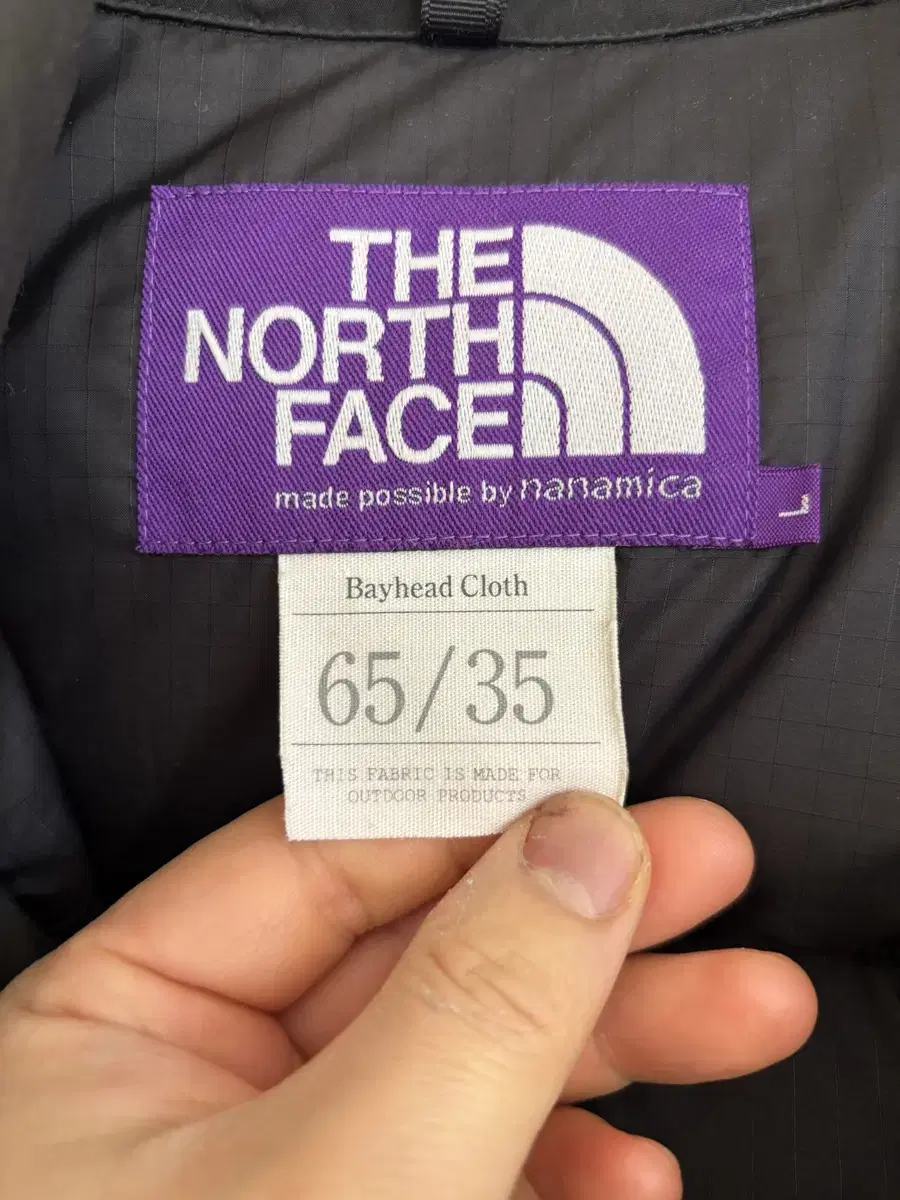 THE
NORTH
FACE
made possible by nanamica
L
Bayhead Cloth
65/35
THIS FABRIC IS MADE FOR
OUTDOOR PRODUCTS